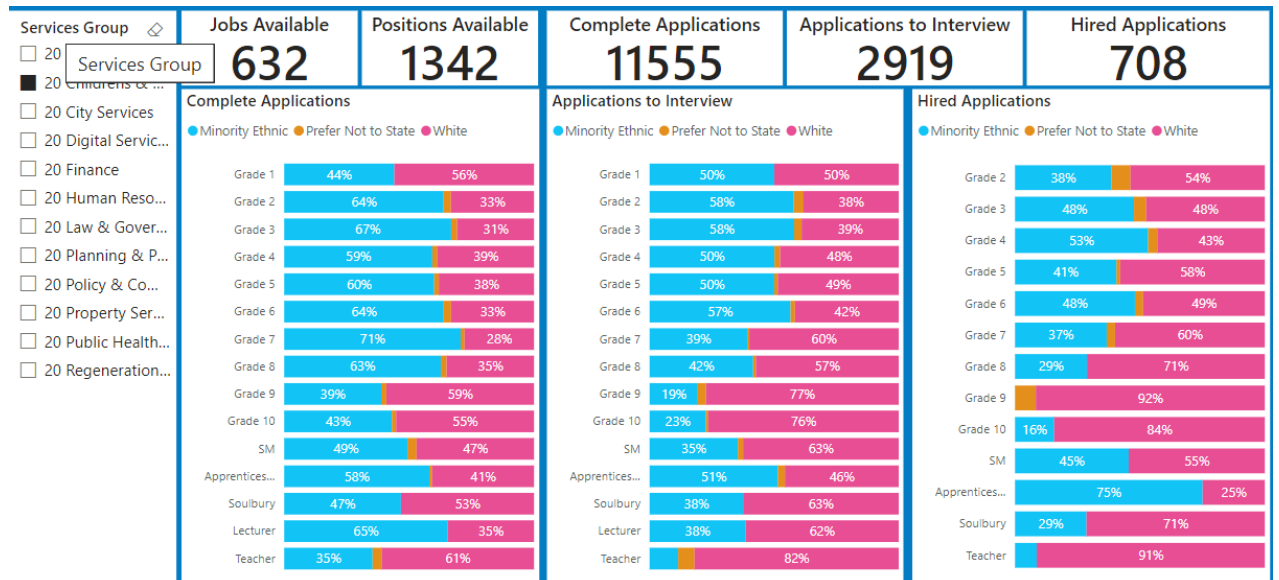 Services Group
20
Services Group
20 Childrens & ...
20 City Services
20 Digital Servic...
20 Finance
20 Human Reso...
20 Law & Gover...
20 Planning & P...
20 Policy & Co...
20 Property Ser...
20 Public Health...
20 Regeneration...
Jobs Available
632
Positions Available
1342
Complete Applications
11555
Applications to Interview
2919
Hired Applications
708
Complete Applications
Minority Ethnic Prefer Not to State White
Grade 1 44% 56%
Grade 2 64% 33%
Grade 3 67% 31%
Grade 4 59% 39%
Grade 5 60% 38%
Grade 6 64% 33%
Grade 7 71% 28%
Grade 8 63% 35%
Grade 9 39% 59%
Grade 10 43% 55%
SM 49% 47%
Apprentices... 58% 41%
Soulbury 47% 53%
Lecturer 65% 35%
Teacher 35% 61%
Applications to Interview
Minority Ethnic Prefer Not to State White
Grade 1 50% 50%
Grade 2 58% 38%
Grade 3 58% 39%
Grade 4 50% 48%
Grade 5 50% 49%
Grade 6 57% 42%
Grade 7 39% 60%
Grade 8 42% 57%
Grade 9 19% 77%
Grade 10 23% 76%
SM 35% 63%
Apprentices... 51% 46%
Soulbury 38% 63%
Lecturer 38% 62%
Teacher 82%
Hired Applications
Minority Ethnic Prefer Not to State White
Grade 2 38% 54%
Grade 3 48% 48%
Grade 4 53% 43%
Grade 5 41% 58%
Grade 6 48% 49%
Grade 7 37% 60%
Grade 8 29% 71%
Grade 9 92%
Grade 10 16% 84%
SM 45% 55%
Apprentices... 75% 25%
Soulbury 29% 71%
Teacher 91%